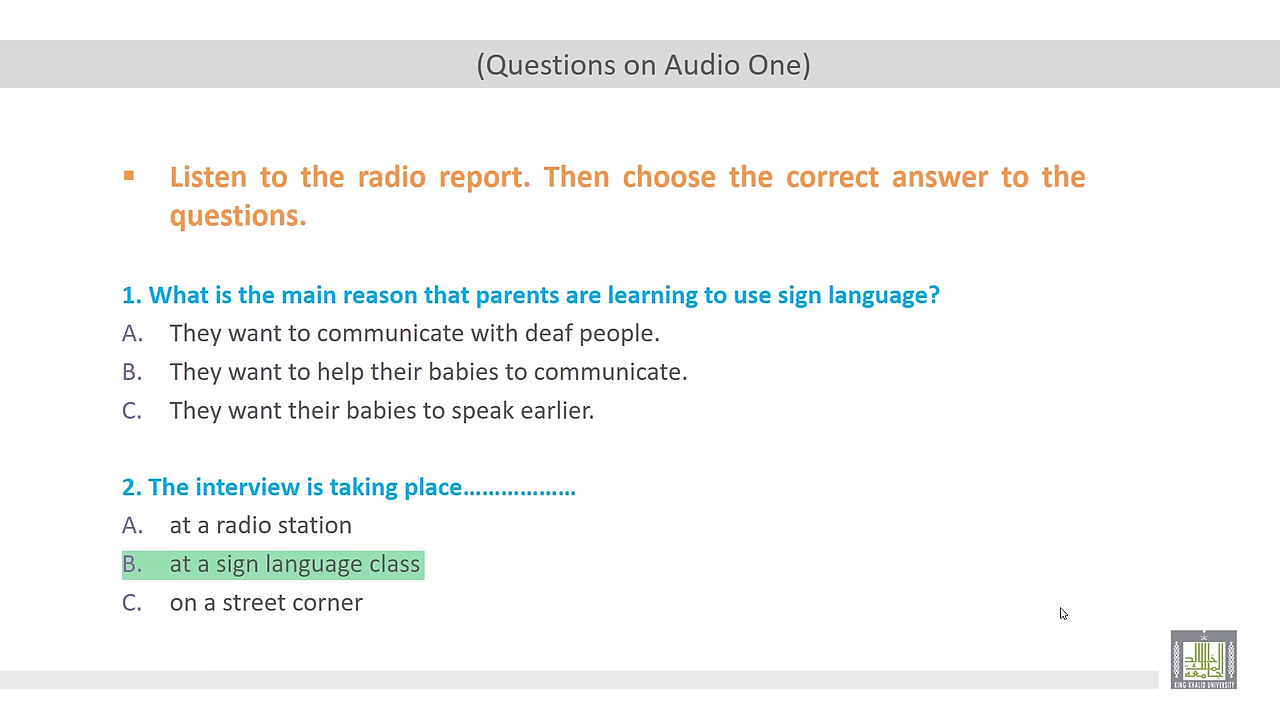 (Questions on Audio One)
▪ Listen to the radio report. Then choose the correct answer to the
questions.
1. What is the main reason that parents are learning to use sign language?
A. They want to communicate with deaf people.
B. They want to help their babies to communicate.
C. They want their babies to speak earlier.
2. The interview is taking place………………
A. at a radio station
B. at a sign language class
C. on a street corner
KING KHALID UNIVERSITY